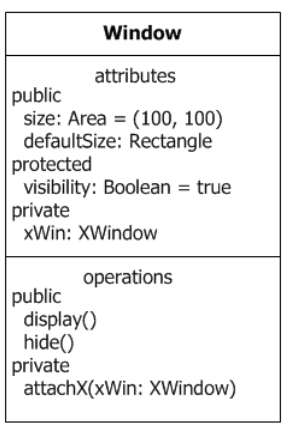 Window
attributes
public
size: Area = (100, 100)
defaultSize: Rectangle
protected
visibility: Boolean = true
private
xWin: XWindow
operations
public
display()
hide()
private
attachX(xWin: XWindow)